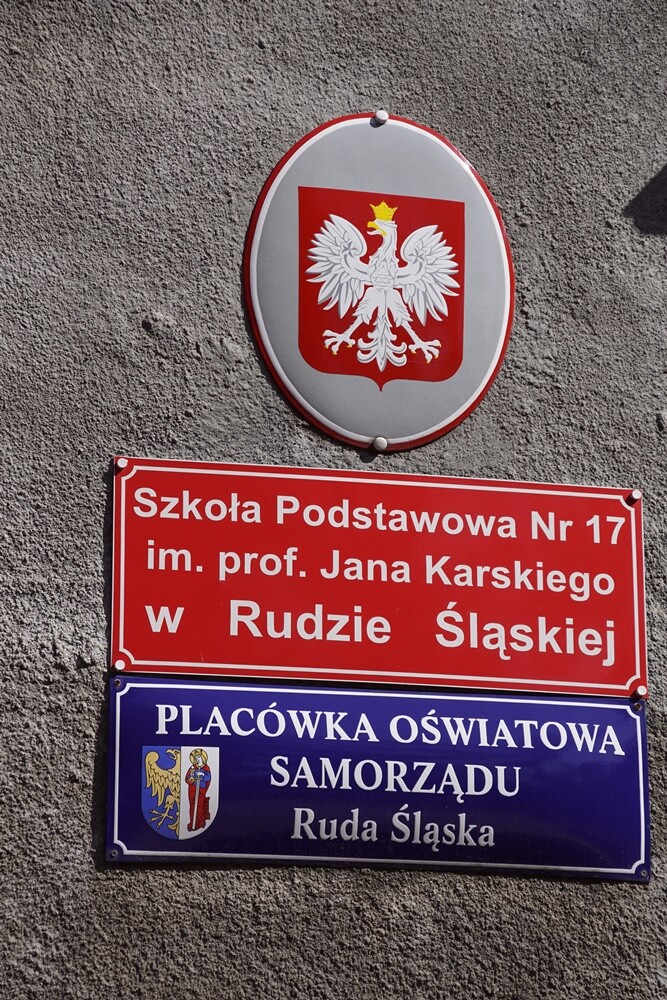 Szkoła Podstawowa Nr 17
im. prof. Jana Karskiego
w Rudzie Śląskiej
PLACÓWKA OŚWIATOWA
SAMORZĄDU
Ruda Śląska